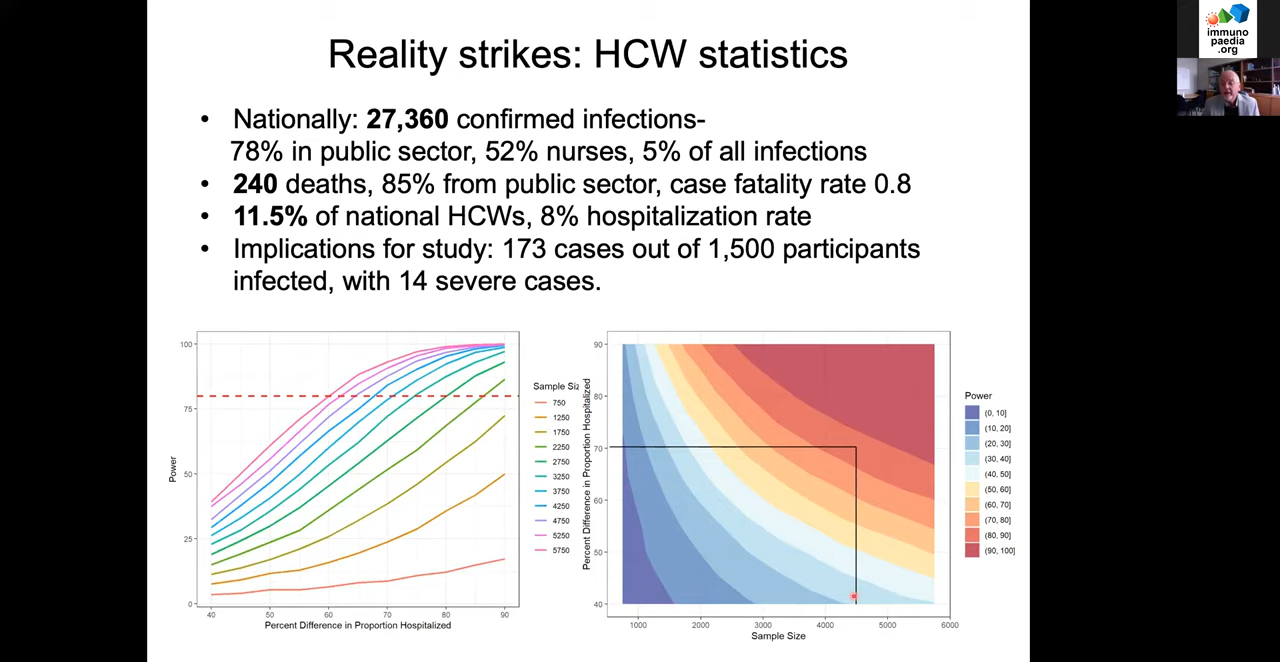 immuno
paedia
.org
Reality strikes: HCW statistics
• Nationally: 27,360 confirmed infections-
78% in public sector, 52% nurses, 5% of all infections
• 240 deaths, 85% from public sector, case fatality rate 0.8
• 11.5% of national HCWs, 8% hospitalization rate
• Implications for study: 173 cases out of 1,500 participants
infected, with 14 severe cases.
100
75
50
25
0
Power
40 50 60 70 80 90
Percent Difference in Proportion Hospitalized
Sample Siz
750
1250
1750
2250
2750
3250
3750
4250
4750
5250
5750
90
80
70
60
50
40
Percent Difference in Proportion Hospitalized
1000 2000 3000 4000 5000 6000
Sample Size
Power
(0, 10]
(10, 20]
(20, 30]
(30, 40]
(40, 50]
(50, 60]
(60, 70]
(70, 80]
(80, 90]
(90, 100]